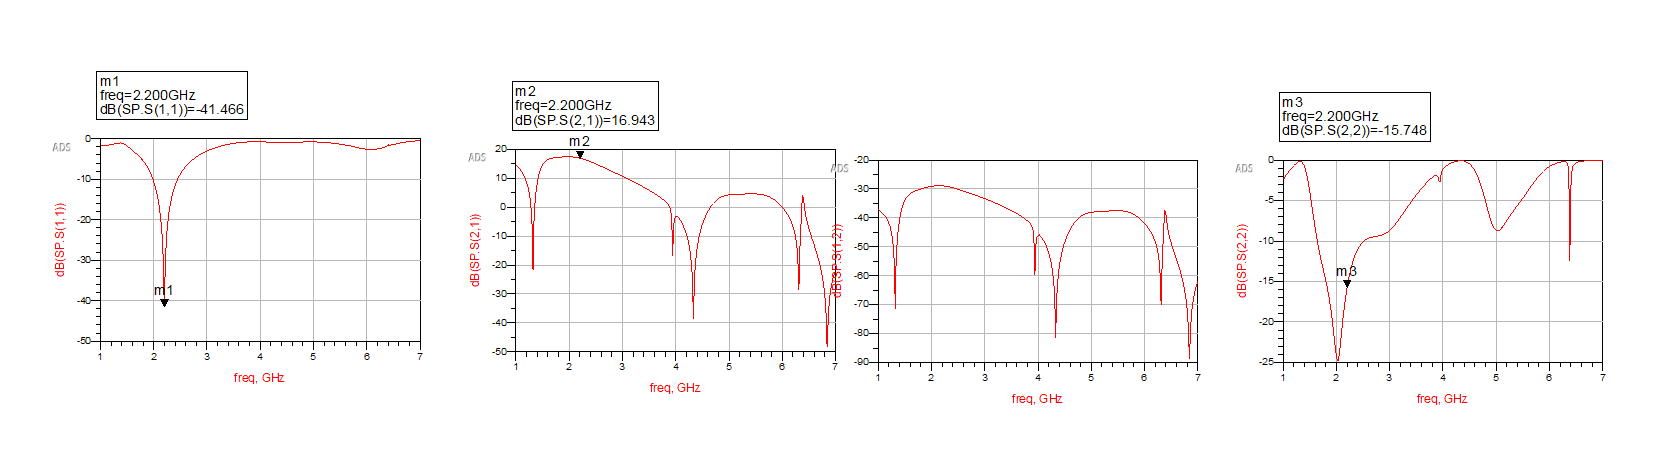 m1
freq=2.200GHz
dB(SP.S(1,1))=-41.466
ADS
dB(SP.S(1,1))
0
-10
-20
-30
-40
-50
m1
1 2 3 4 5 6 7
freq, GHz
m2
freq=2.200GHz
dB(SP.S(2,1))=16.943
ADS
dB(SP.S(2,1))
m2
20
10
0
-10
-20
-30
-40
-50
1 2 3 4 5 6 7
freq, GHz
ADS
dB(SP.S(1,2))
-20
-30
-40
-50
-60
-70
-80
-90
1 2 3 4 5 6 7
freq, GHz
m3
freq=2.200GHz
dB(SP.S(2,2))=-15.748
ADS
dB(SP.S(2,2))
0
-5
-10
-15
-20
-25
m3
1 2 3 4 5 6 7
freq, GHz